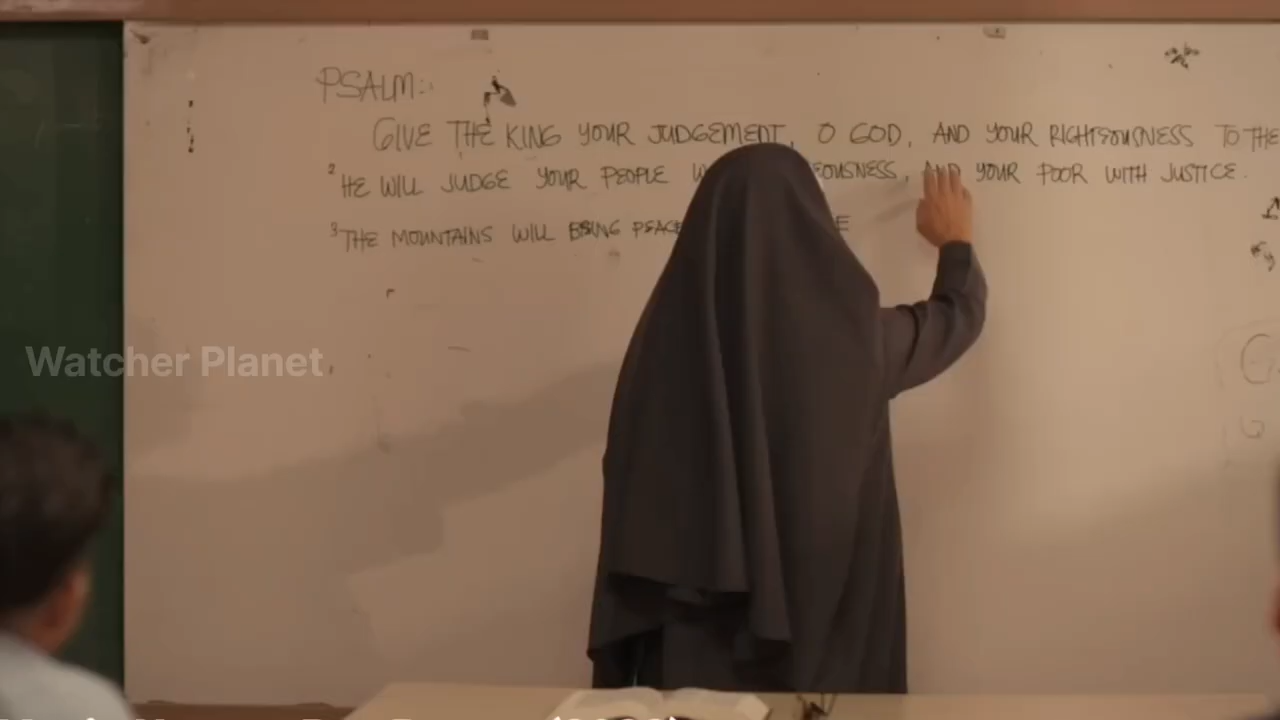 PSALM:
GIVE THE KING YOUR JUDGEMENT, O GOD, AND YOUR RIGHTEOUSNESS TO THE
2 HE WILL JUDGE YOUR PEOPLE AND YOUR POOR WITH JUSTICE.
3 THE MOUNTAINS WILL BRING PEACE
Watcher Planet